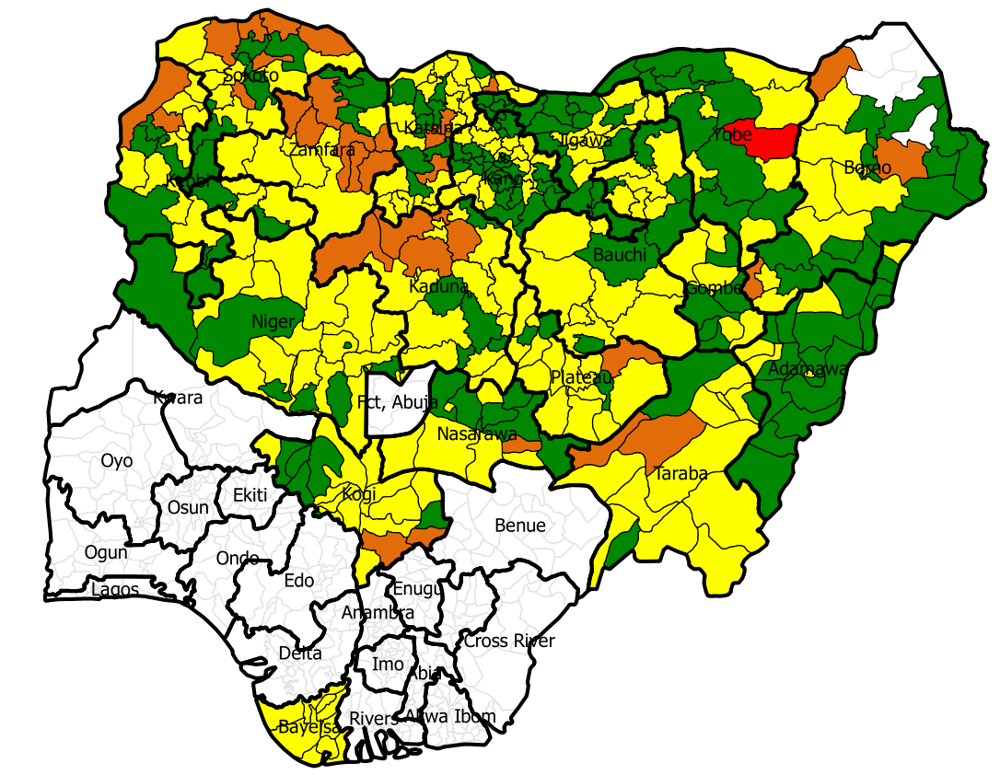 Sokoto
Katsina
Zamfara
Jigawa
Yobe
Borno
Kebbi
Kano
Bauchi
Kaduna
Gombe
Niger
Plateau
Adamawa
Kwara
Fct, Abuja
Nasarawa
Oyo
Taraba
Ekiti
Kogi
Osun
Benue
Ogun
Ondo
Edo
Lagos
Enugu
Anambra
Cross River
Delta
Imo
Abia
Bayelsa
Rivers
Akwa Ibom